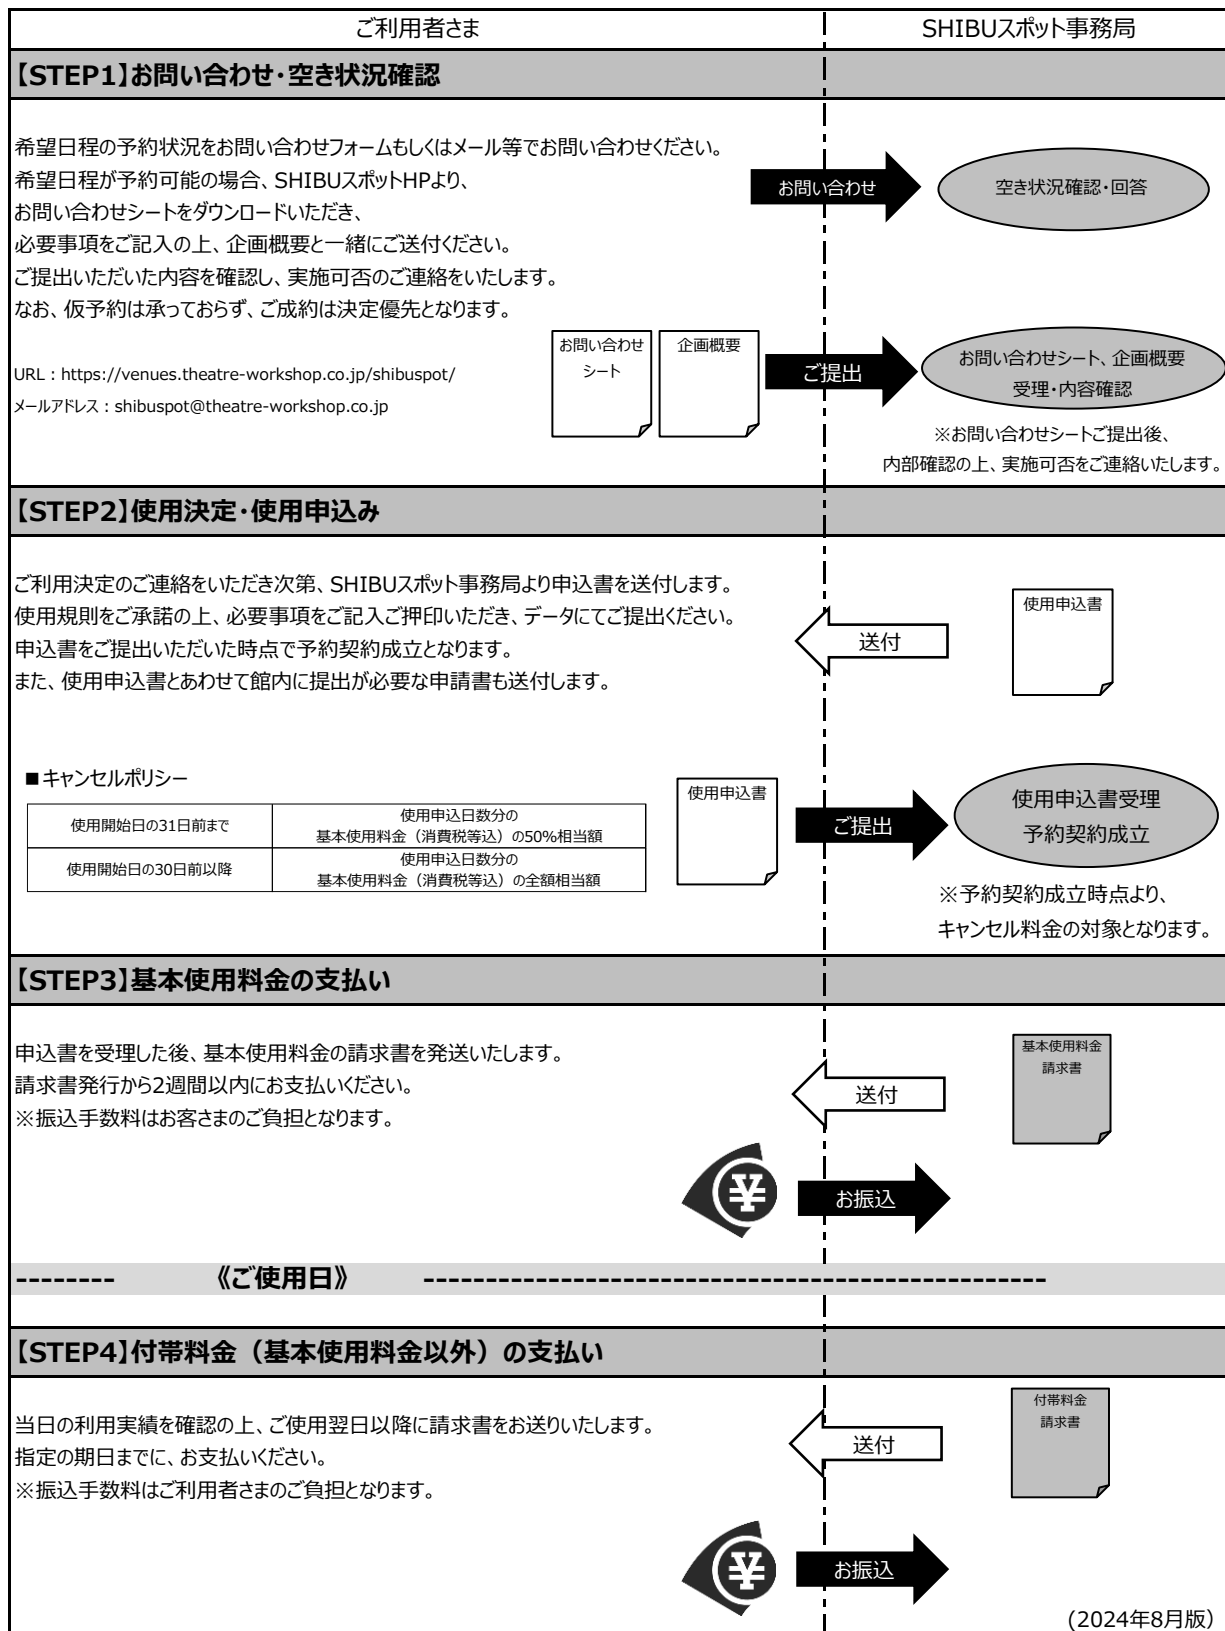 ご利用者さま
SHIBUスポット事務局
【STEP1】お問い合わせ・空き状況確認
希望日程の予約状況をお問い合わせフォームもしくはメール等でお問い合わせください。
希望日程が予約可能の場合、SHIBUスポットHPより、
お問い合わせシートをダウンロードいただき、
必要事項をご記入の上、企画概要と一緒にご送付ください。
ご提出いただいた内容を確認し、実施可否のご連絡をいたします。
なお、仮予約は承っておらず、ご成約は決定優先となります。
お問い合わせ
空き状況確認・回答
URL：https://venues.theatre-workshop.co.jp/shibuspot/
メールアドレス：shibuspot@theatre-workshop.co.jp
お問い合わせ
シート
企画概要
ご提出
お問い合わせシート、企画概要
受理・内容確認
※お問い合わせシートご提出後、
内部確認の上、実施可否をご連絡いたします。
【STEP2】使用決定・使用申込み
ご利用決定のご連絡をいただき次第、SHIBUスポット事務局より申込書を送付します。
使用規則をご承諾の上、必要事項をご記入ご押印いただき、データにてご提出ください。
申込書をご提出いただいた時点で予約契約成立となります。
また、使用申込書とあわせて館内に提出が必要な申請書も送付します。
送付
使用申込書
■キャンセルポリシー
使用開始日の31日前まで
使用申込日数分の
基本使用料金（消費税等込）の50%相当額
使用開始日の30日前以降
使用申込日数分の
基本使用料金（消費税等込）の全額相当額
使用申込書
ご提出
使用申込書受理
予約契約成立
※予約契約成立時点より、
キャンセル料金の対象となります。
【STEP3】基本使用料金の支払い
申込書を受理した後、基本使用料金の請求書を発送いたします。
請求書発行から2週間以内にお支払いください。
※振込手数料はお客さまのご負担となります。
送付
基本使用料金
請求書
¥
お振込
-------- 《ご使用日》 --------------------------------------------------
【STEP4】付帯料金（基本使用料金以外）の支払い
当日の利用実績を確認の上、ご使用翌日以降に請求書をお送りいたします。
指定の期日までに、お支払いください。
※振込手数料はご利用者さまのご負担となります。
送付
付帯料金
請求書
¥
お振込
（2024年8月版）